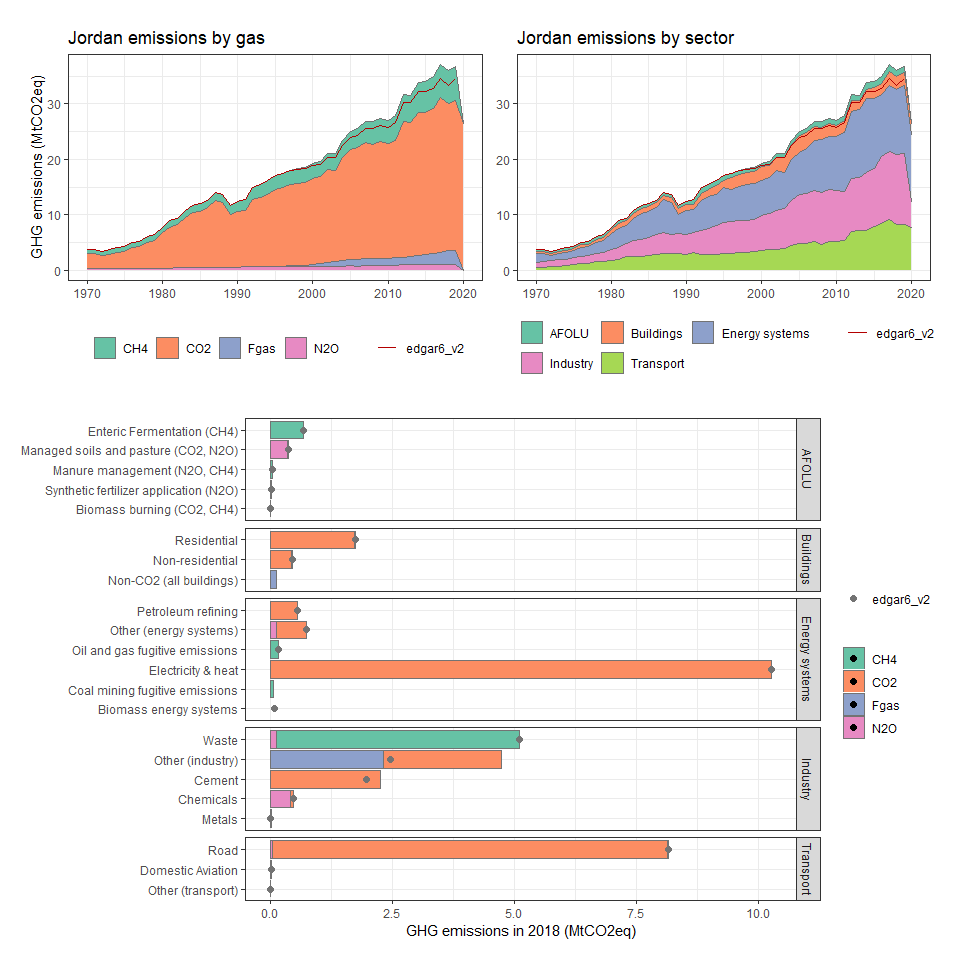 Jordan emissions by gas
GHG emissions (MtCO2eq)
30
20
10
0
1970
1980
1990
2000
2010
2020
CH4
CO2
Fgas
N2O
edgar6_v2
Jordan emissions by sector
30
20
10
0
1970
1980
1990
2000
2010
2020
AFOLU
Buildings
Energy systems
edgar6_v2
Industry
Transport
Enteric Fermentation (CH4)
Managed soils and pasture (CO2, N2O)
Manure management (N2O, CH4)
Synthetic fertilizer application (N2O)
Biomass burning (CO2, CH4)
AFOLU
Residential
Non-residential
Non-CO2 (all buildings)
Buildings
Petroleum refining
Other (energy systems)
Oil and gas fugitive emissions
Electricity & heat
Coal mining fugitive emissions
Biomass energy systems
Energy systems
Waste
Other (industry)
Cement
Chemicals
Metals
Industry
Road
Domestic Aviation
Other (transport)
Transport
0.0
2.5
5.0
7.5
10.0
GHG emissions in 2018 (MtCO2eq)
edgar6_v2
CH4
CO2
Fgas
N2O